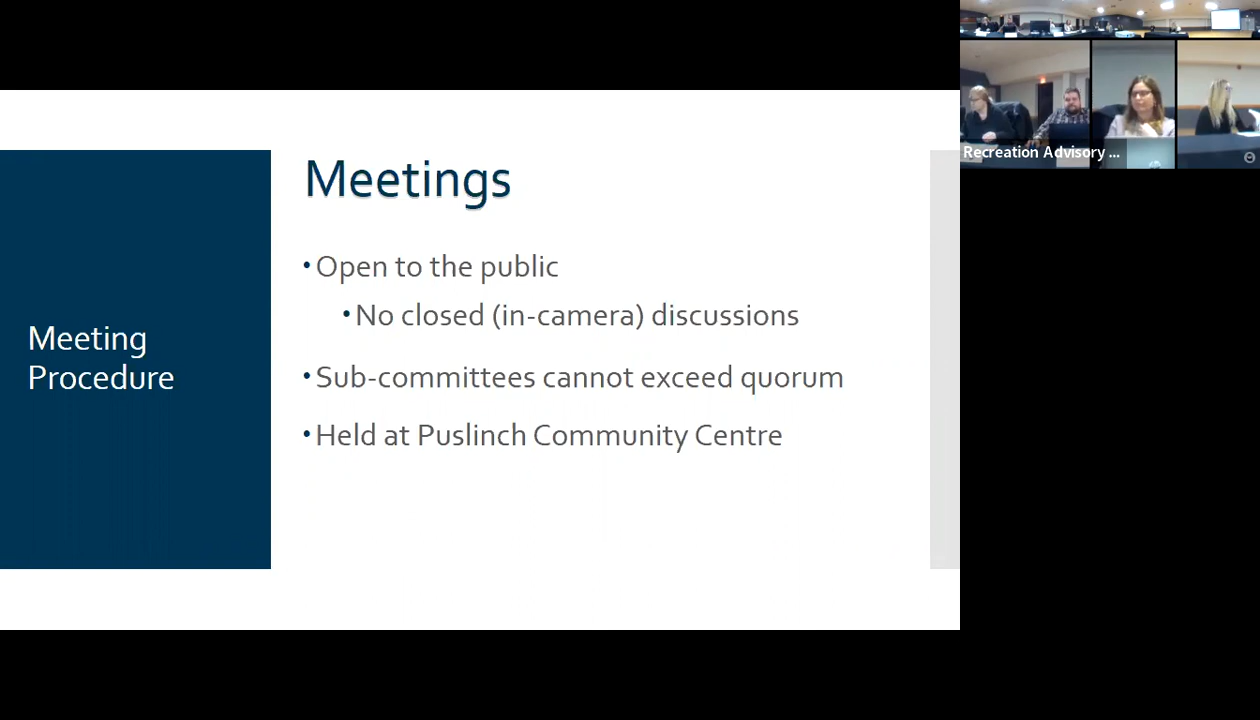 Meeting
Procedure
Meetings
• Open to the public
• No closed (in-camera) discussions
• Sub-committees cannot exceed quorum
• Held at Puslinch Community Centre
Recreation Advisory ...